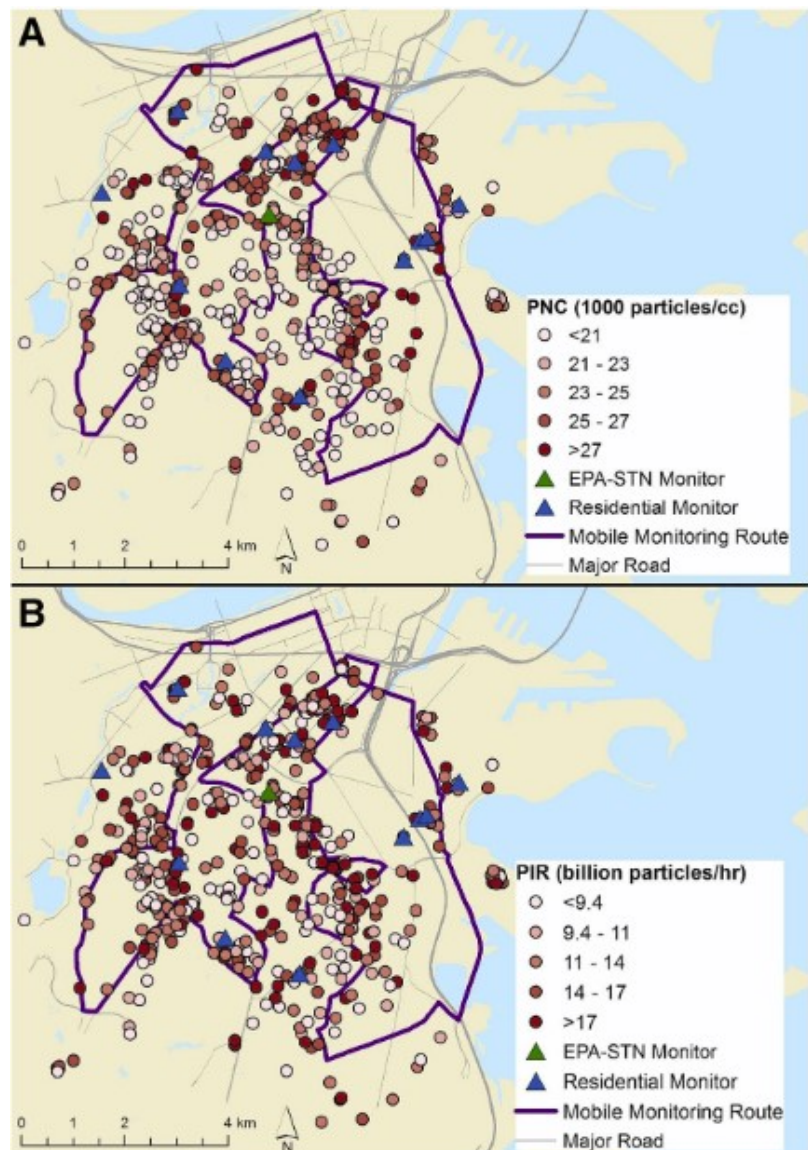 A
PNC (1000 particles/cc)
<21
21 - 23
23 - 25
25 - 27
>27
EPA-STN Monitor
Residential Monitor
Mobile Monitoring Route
Major Road
0 2 4 km
N
B
PIR (billion particles/hr)
<9.4
9.4 - 11
11 - 14
14 - 17
>17
EPA-STN Monitor
Residential Monitor
Mobile Monitoring Route
Major Road
0 2 4 km
N